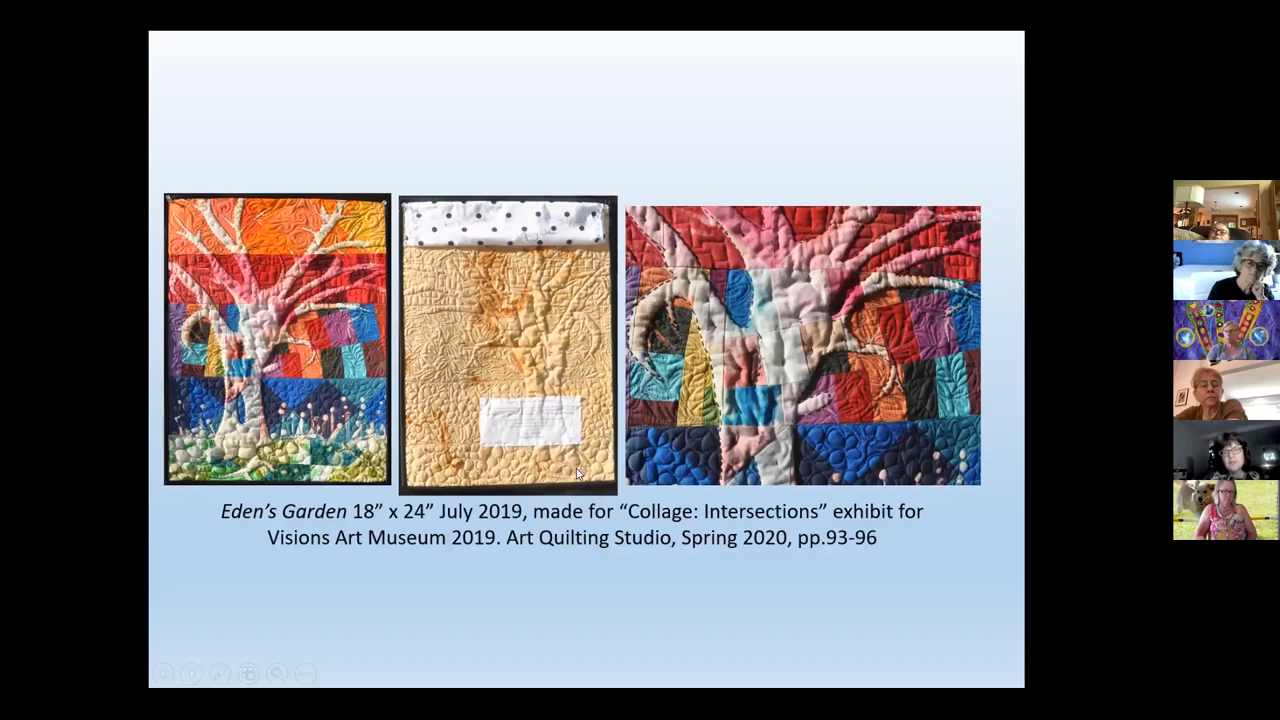 Eden’s Garden 18” x 24” July 2019, made for “Collage: Intersections” exhibit for
Visions Art Museum 2019. Art Quilting Studio, Spring 2020, pp.93-96